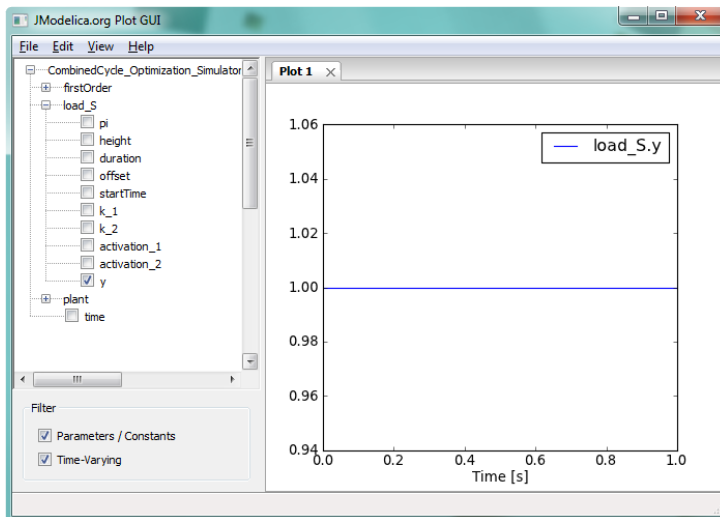 JModelica.org Plot GUI
File Edit View Help
CombinedCycle_Optimization_Simulator
firstOrder
load_S
pi
height
duration
offset
startTime
k_1
k_2
activation_1
activation_2
y
plant
time
Filter
Parameters / Constants
Time-Varying
Plot 1
1.06
1.04
1.02
1.00
0.98
0.96
0.94
load_S.y
0.0 0.2 0.4 0.6 0.8 1.0
Time [s]